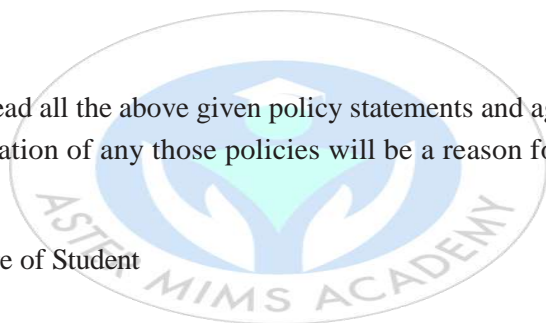 ead all the above given policy statements and ag
ation of any those policies will be a reason fo
e of Student
ASTER MIMS ACADEMY